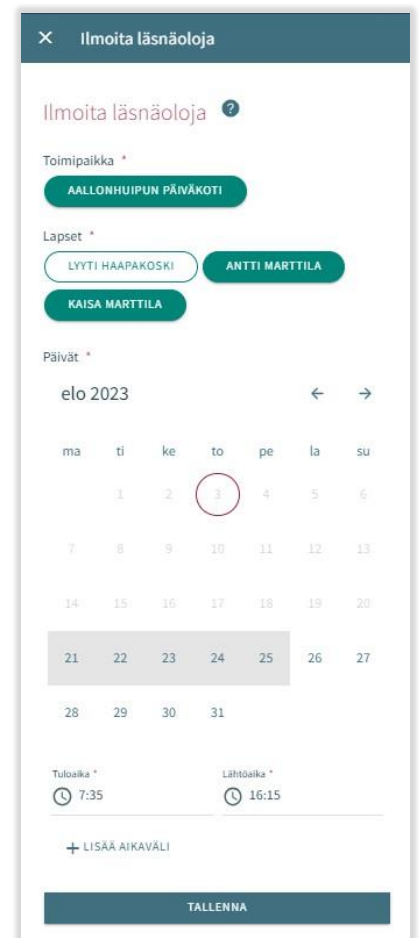 × Ilmoita läsnäoloja
Ilmoita läsnäoloja ?
Toimipaikka *
AALLONHUIPUN PÄIVÄKOTI
Lapset *
LYYTI HAAPAKOSKI ANTTI MARTTILA
KAISA MARTTILA
Päivät *
elo 2023 ← →
ma ti ke to pe la su
1 2 3 4 5 6
7 8 9 10 11 12 13
14 15 16 17 18 19 20
21 22 23 24 25 26 27
28 29 30 31
Tuloaika * Lähtöaika *
7:35 16:15
+ LISÄÄ AIKAVÄLI
TALLENNA